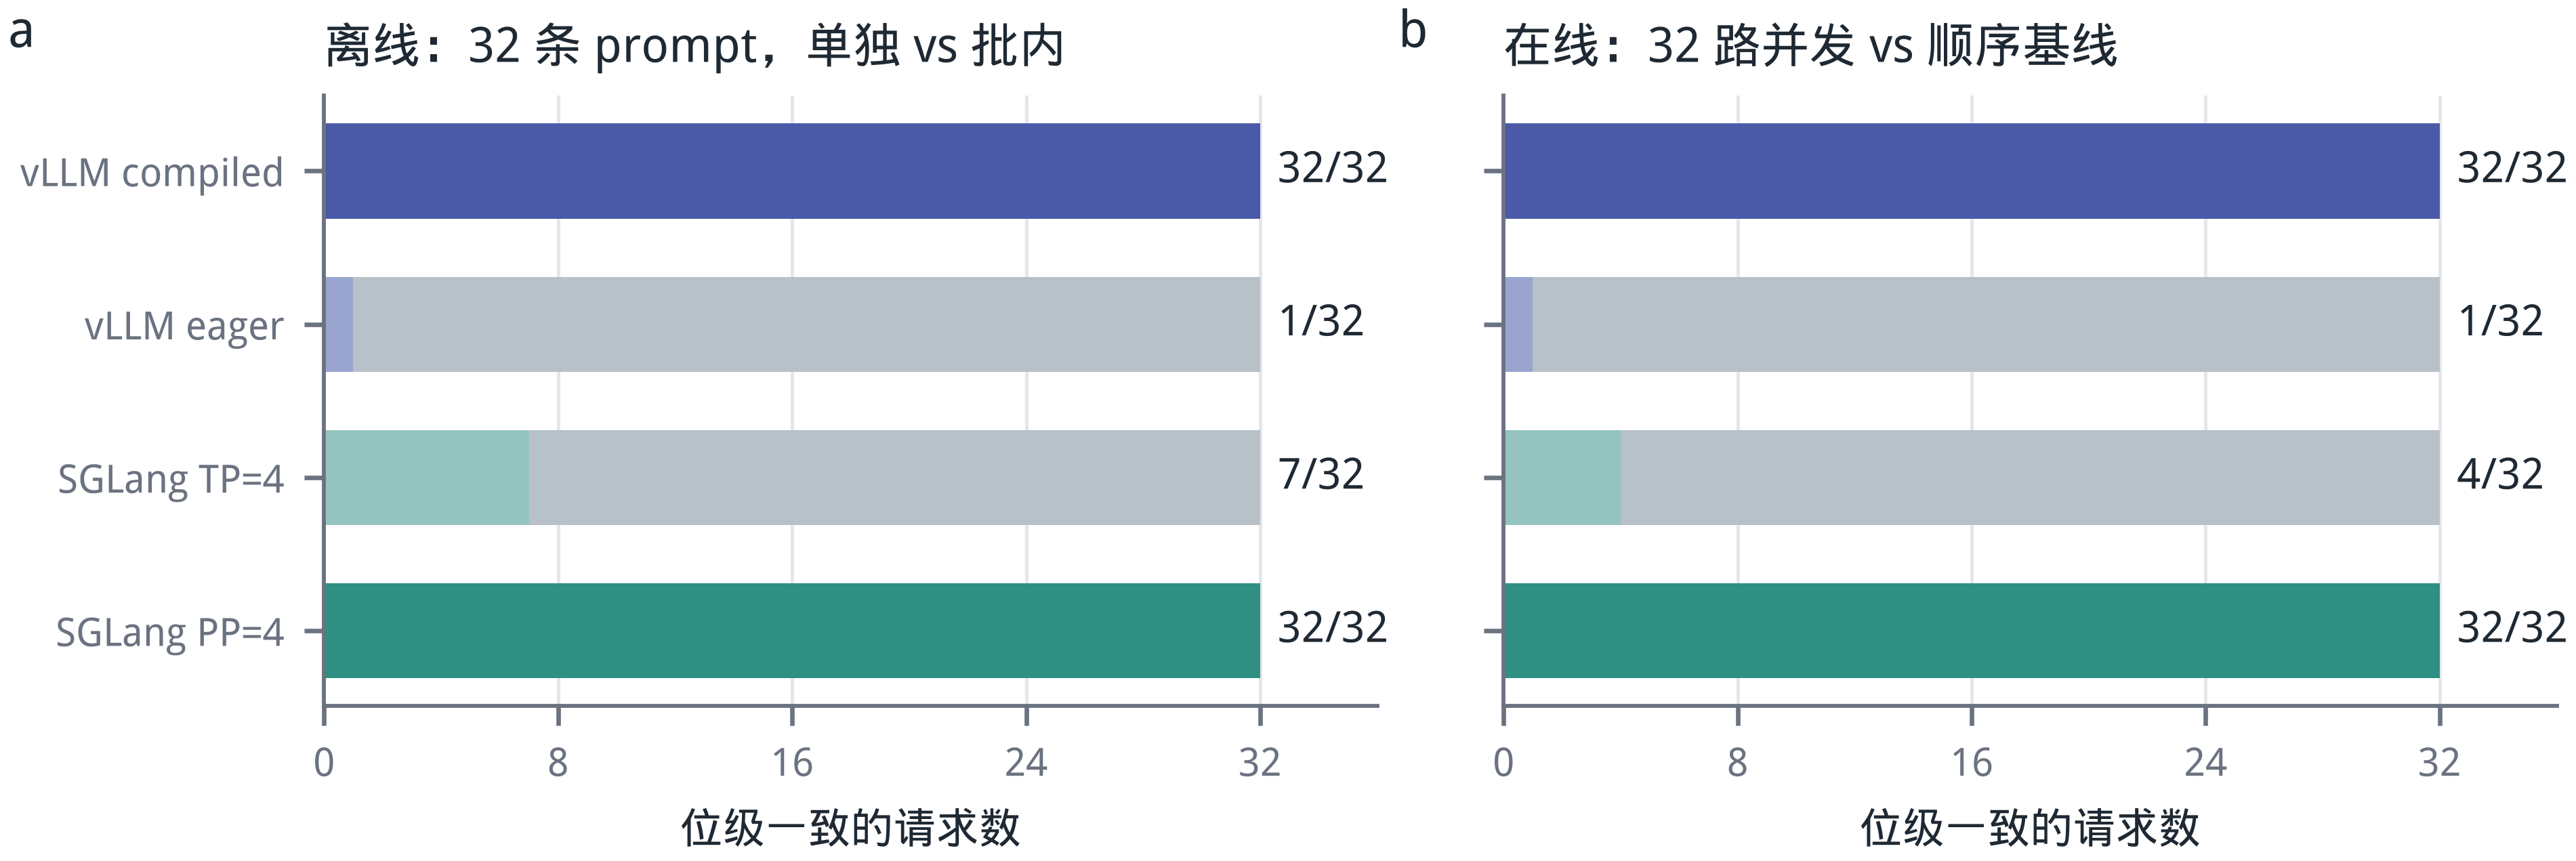 a
离线：32 条 prompt，单独 vs 批内
vLLM compiled
32/32
vLLM eager
1/32
SGLang TP=4
7/32
SGLang PP=4
32/32
0 8 16 24 32
位级一致的请求数
b
在线：32 路并发 vs 顺序基线
32/32
1/32
4/32
32/32
0 8 16 24 32
位级一致的请求数